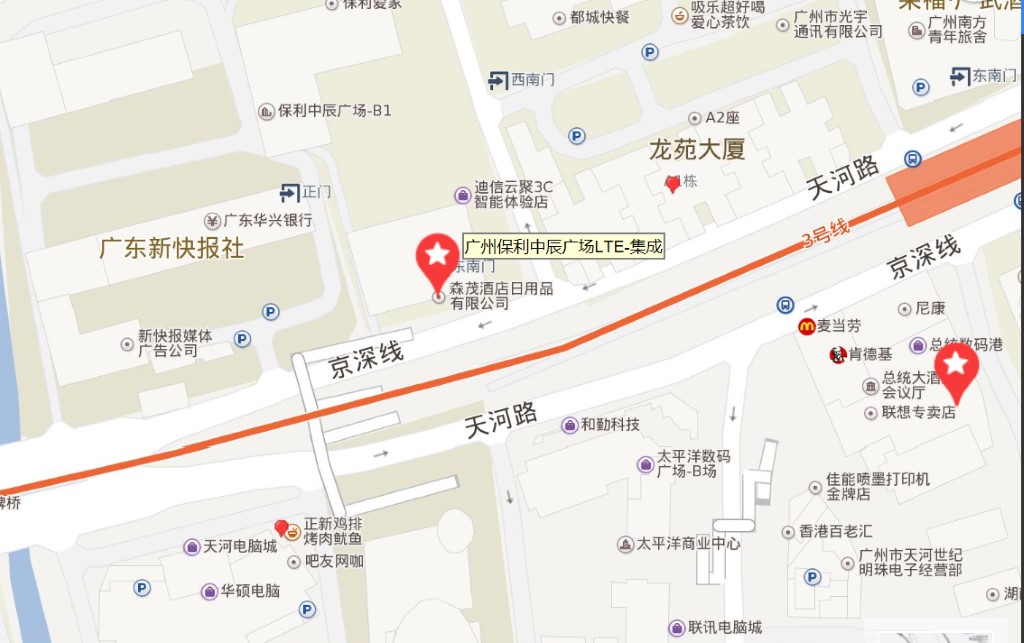 保利爱家
都城快餐
吸乐超好喝
爱心茶饮
广州市光宇
通讯有限公司
广州南方
青年旅舍
P
西南门
东南门
P
保利中辰广场-B1
P
A2座
龙苑大厦
正门
迪信云聚3C
智能体验店
栋
天河路
广东华兴银行
广东新快报社
3号线
广州保利中辰广场LTE-集成
东南门
京深线
森茂酒店日用品
有限公司
P
尼康
新快报媒体
广告公司
P
麦当劳
京深线
肯德基
总统数码港
总统大酒
会议厅
联想专卖店
天河路
和勤科技
太平洋数码
广场-B场
佳能喷墨打印机
金牌店
牌桥
正新鸡排
烤肉鱿鱼
香港百老汇
天河电脑城
太平洋商业中心
吧友网咖
广州市天河世纪
明珠电子经营部
P
华硕电脑
P
P
联讯电脑城